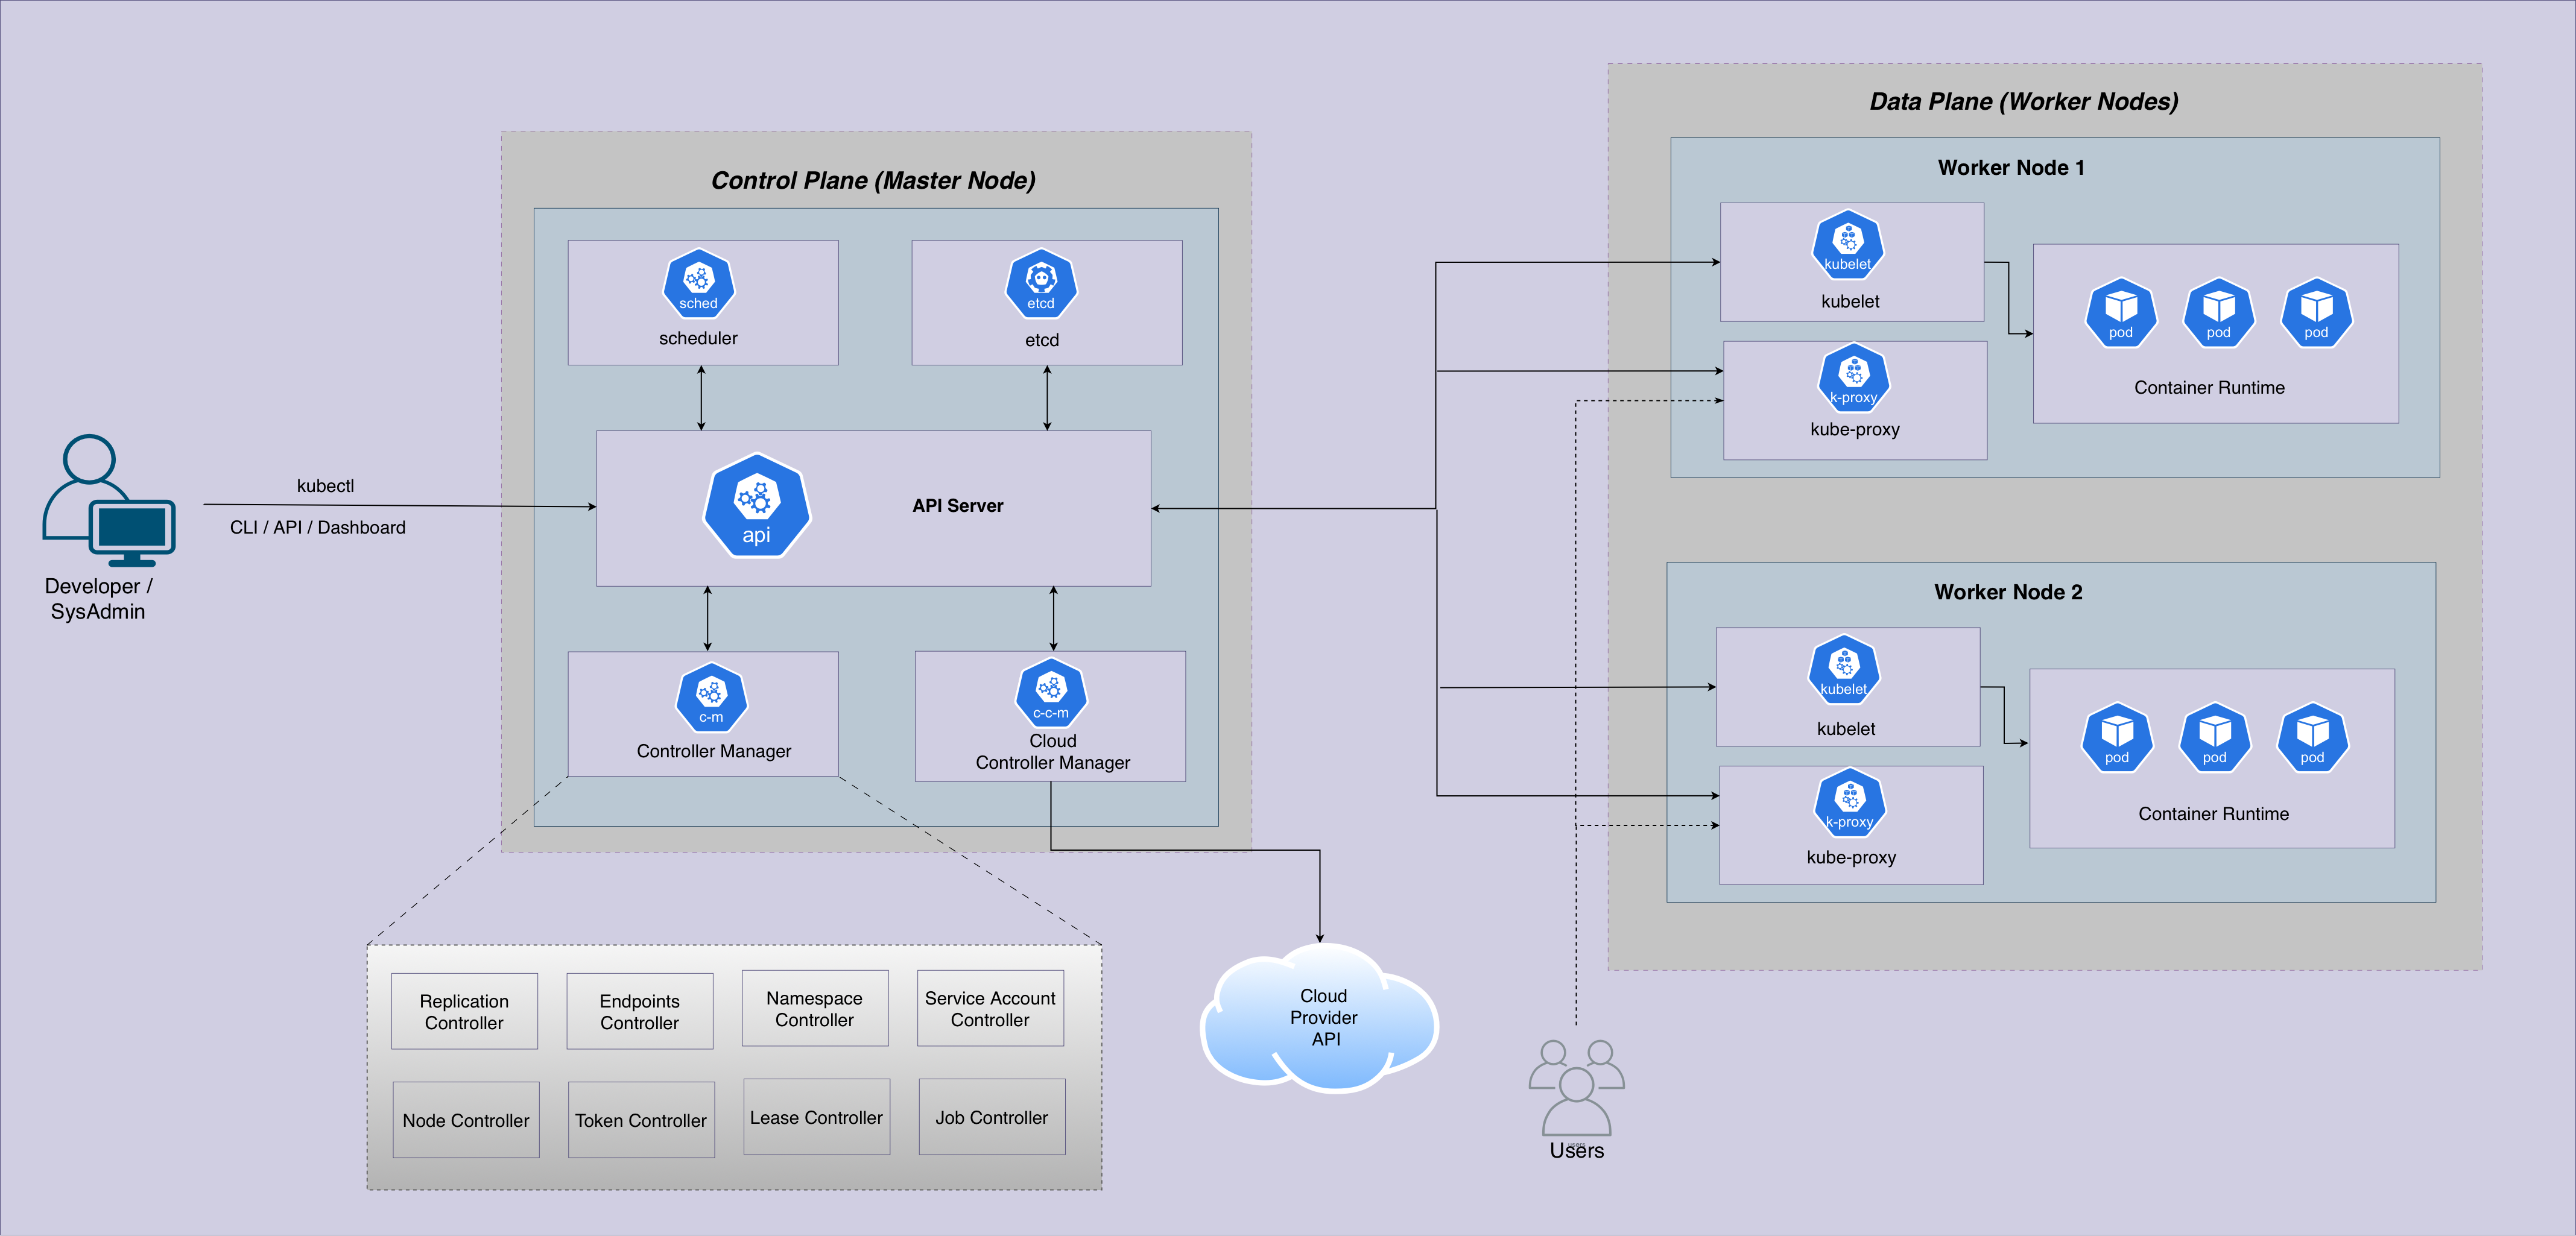 Data Plane (Worker Nodes)
Control Plane (Master Node)
Worker Node 1
sched
scheduler
etcd
etcd
kubelet
kubelet
pod
pod
pod
Container Runtime
k-proxy
kube-proxy
kubectl
CLI / API / Dashboard
Developer /
SysAdmin
api
API Server
Worker Node 2
c-m
Controller Manager
c-c-m
Cloud
Controller Manager
kubelet
kubelet
pod
pod
pod
Container Runtime
k-proxy
kube-proxy
Replication
Controller
Endpoints
Controller
Namespace
Controller
Service Account
Controller
Node Controller
Token Controller
Lease Controller
Job Controller
Cloud
Provider
API
users
Users